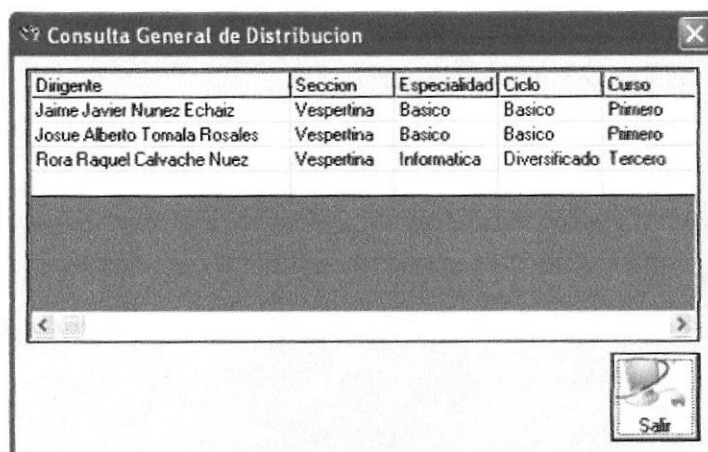 Consulta General de Distribucion
Dirigente Seccion Especialidad Ciclo Curso
Jaime Javier Nunez Echaiz Vespertina Basico Basico Primero
Josue Alberto Tomala Rosales Vespertina Basico Basico Primero
Rora Raquel Calvache Nuez Vespertina Informatica Diversificado Tercero
Salir